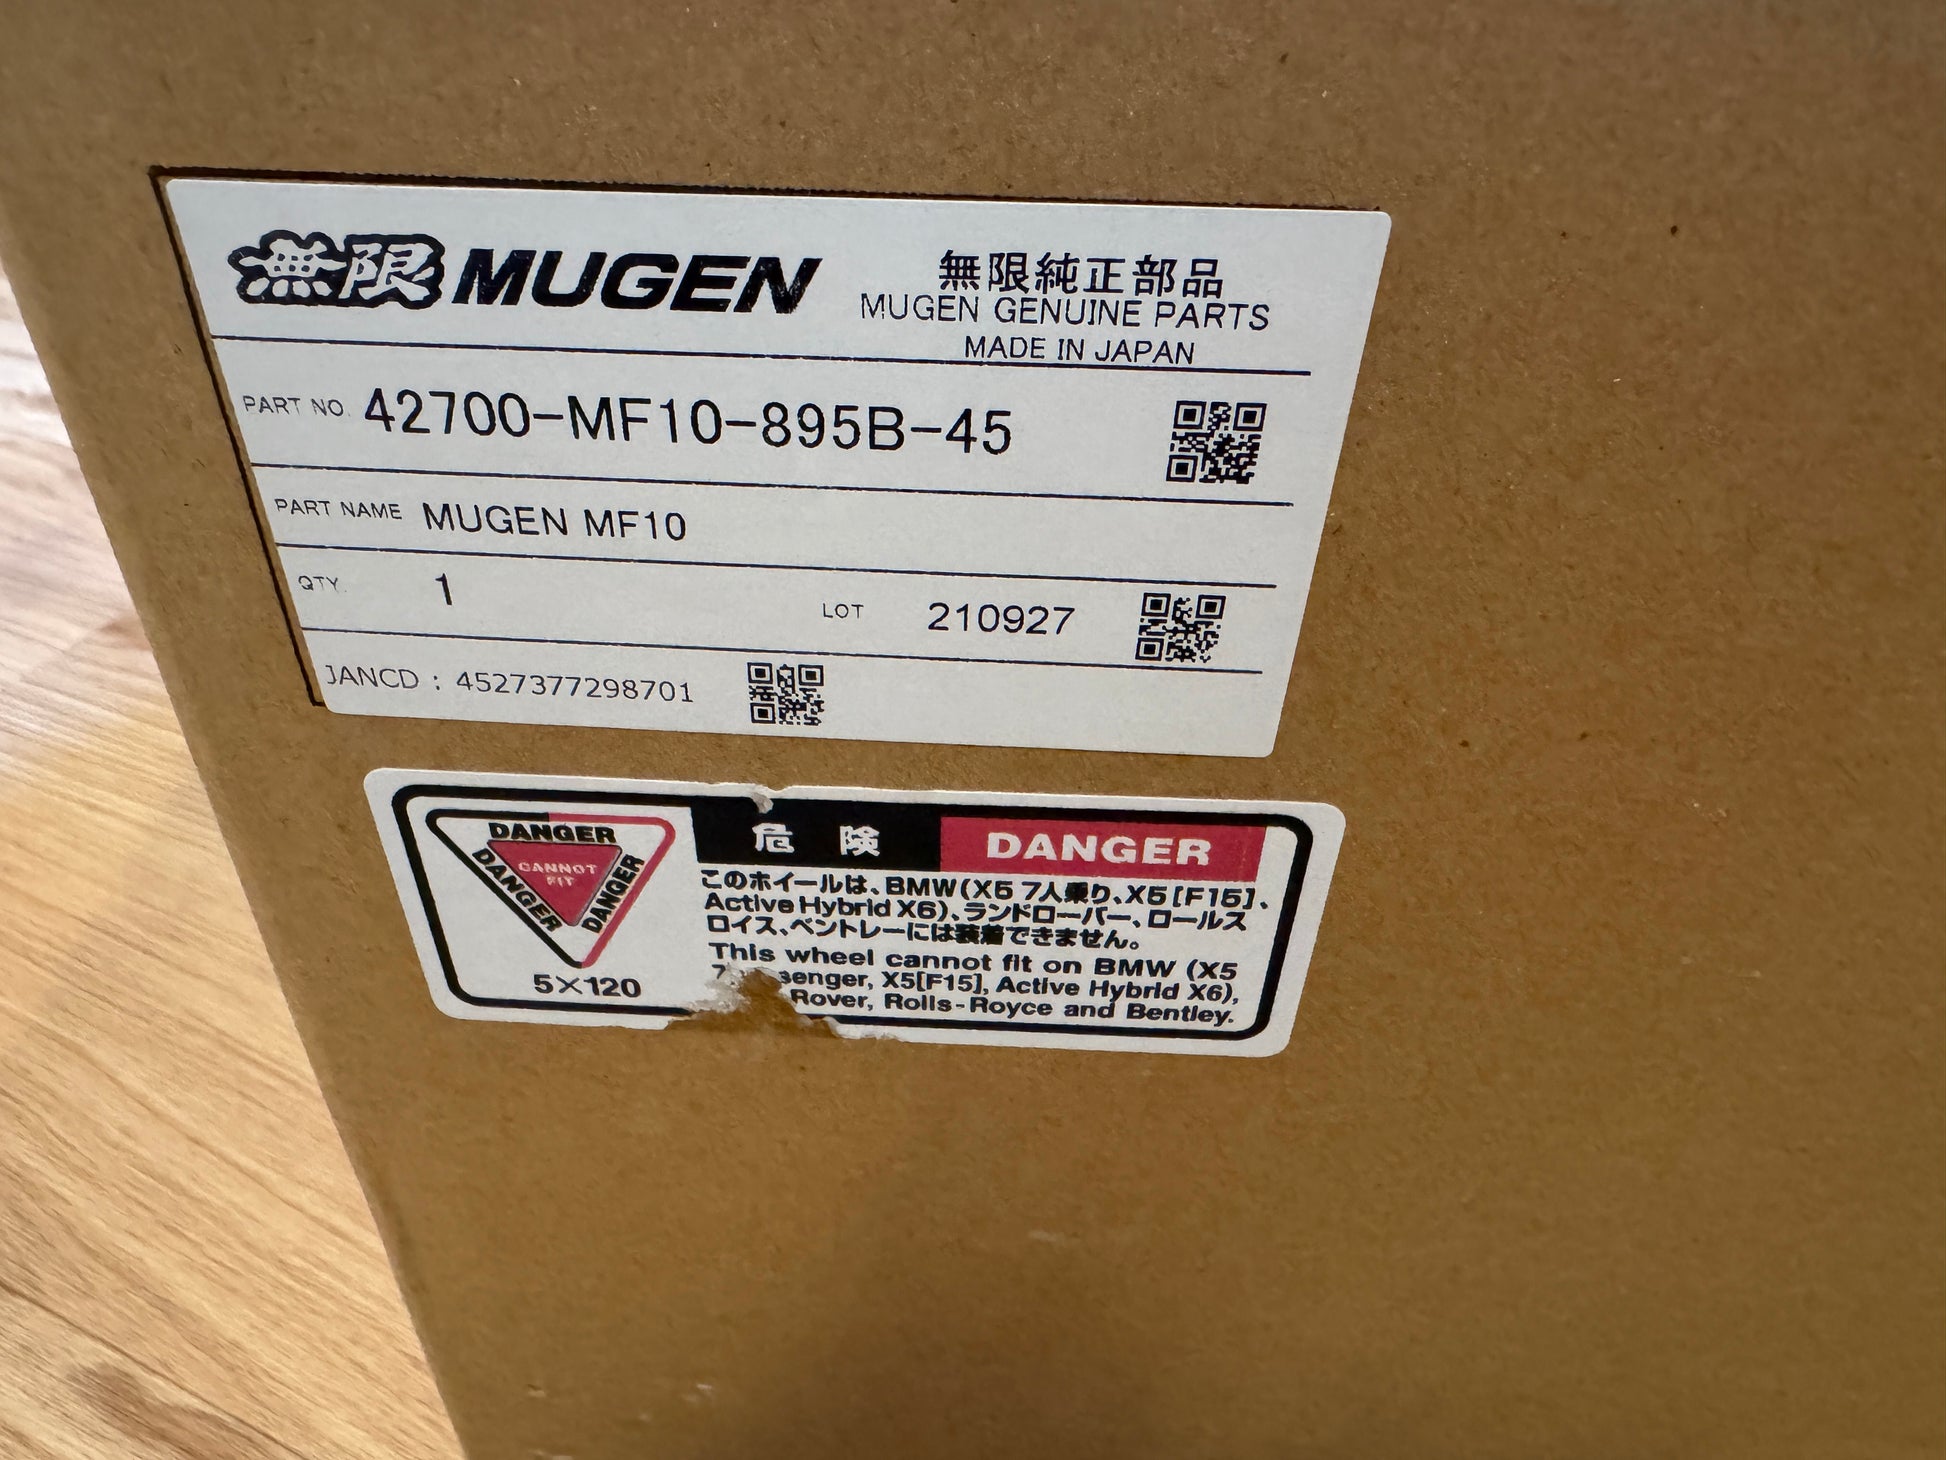 無限 MUGEN
無限純正部品
MUGEN GENUINE PARTS
MADE IN JAPAN
PART NO. 42700-MF10-895B-45
PART NAME MUGEN MF10
QTY. 1 LOT 210927
JANCD : 4527377298701
DANGER
DANGER
DANGER
CANNOT
FIT
5×120
危険 DANGER
このホイールは、BMW(X5 7人乗り、X5[F15]、
Active Hybrid X6)、ランドローバー、ロールス
ロイス、ベントレーには装着できません。
This wheel cannot fit on BMW (X5
7 senger, X5[F15], Active Hybrid X6),
Rover, Rolls-Royce and Bentley.